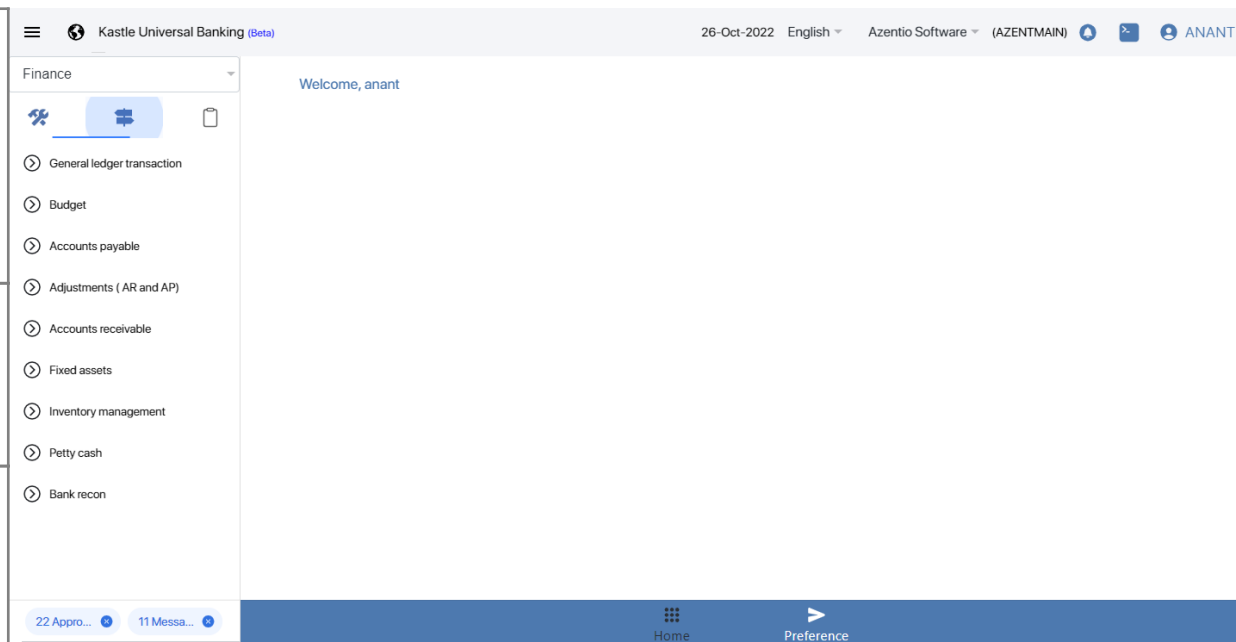 Kastle Universal Banking (Beta) 26-Oct-2022 English Azentio Software (AZENTMAIN) ANANT
Finance
Welcome, anant
General ledger transaction
Budget
Accounts payable
Adjustments ( AR and AP)
Accounts receivable
Fixed assets
Inventory management
Petty cash
Bank recon
22 Appro... 11 Messa...
Home Preference